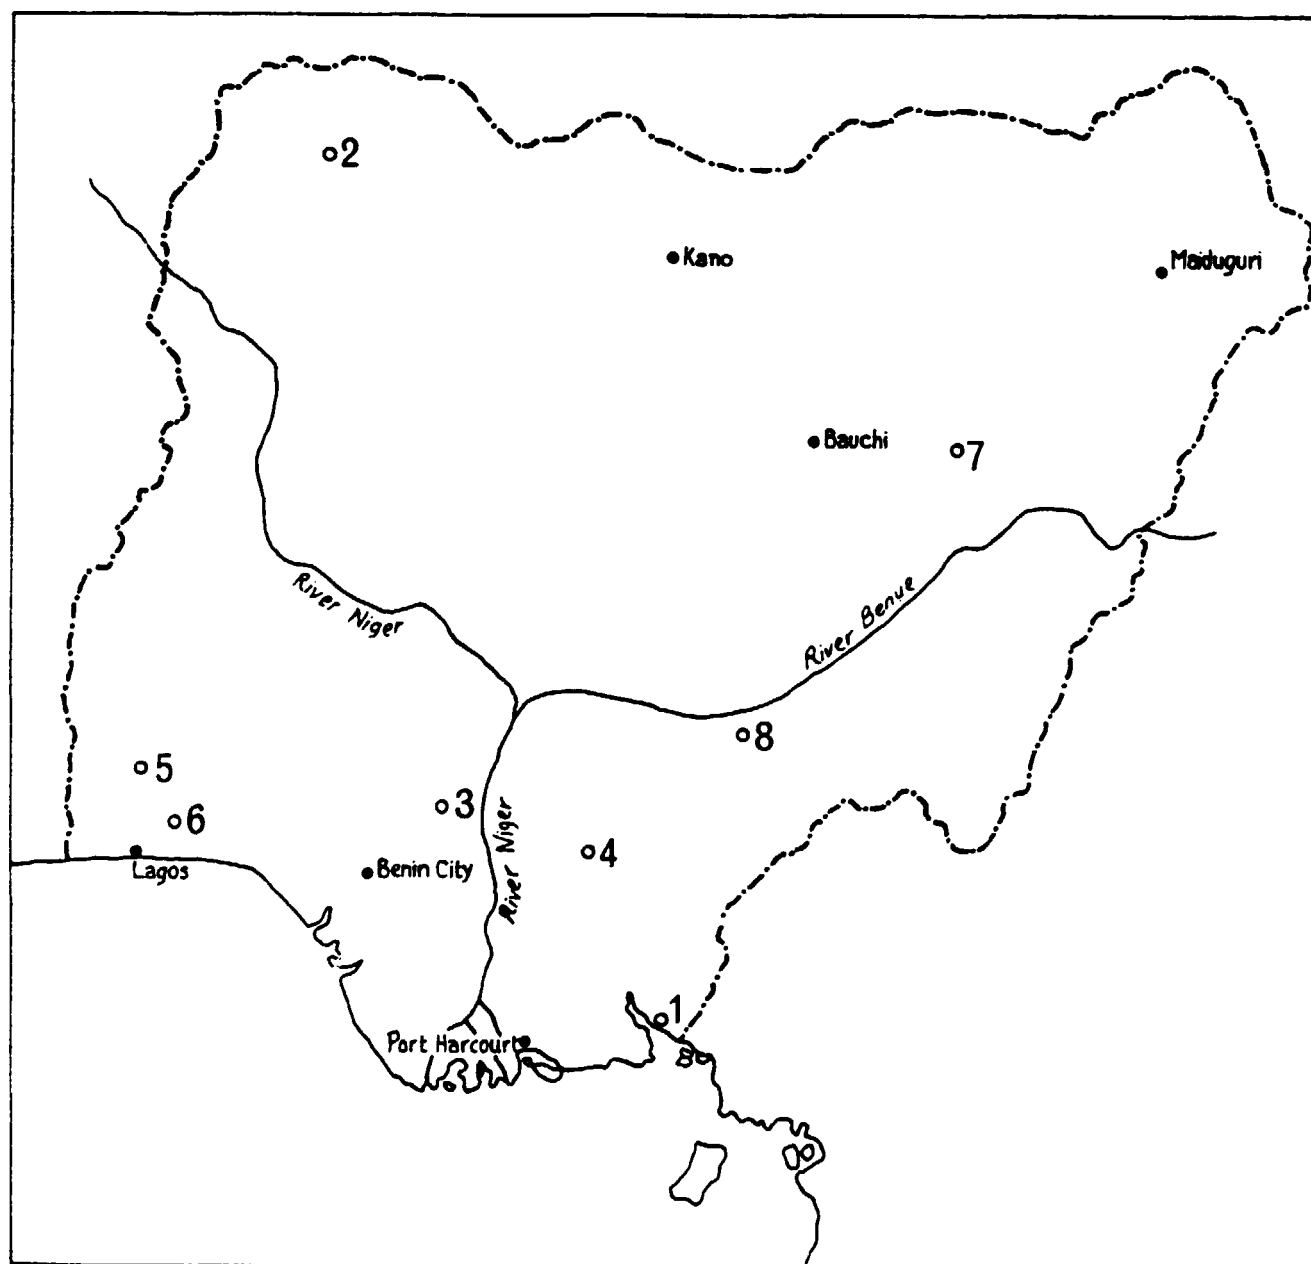 2
Kano
Maiduguri
Bauchi
7
River Niger
River Benue
8
5
3
6
River Niger
4
Benin City
Lagos
1
Port Harcourt